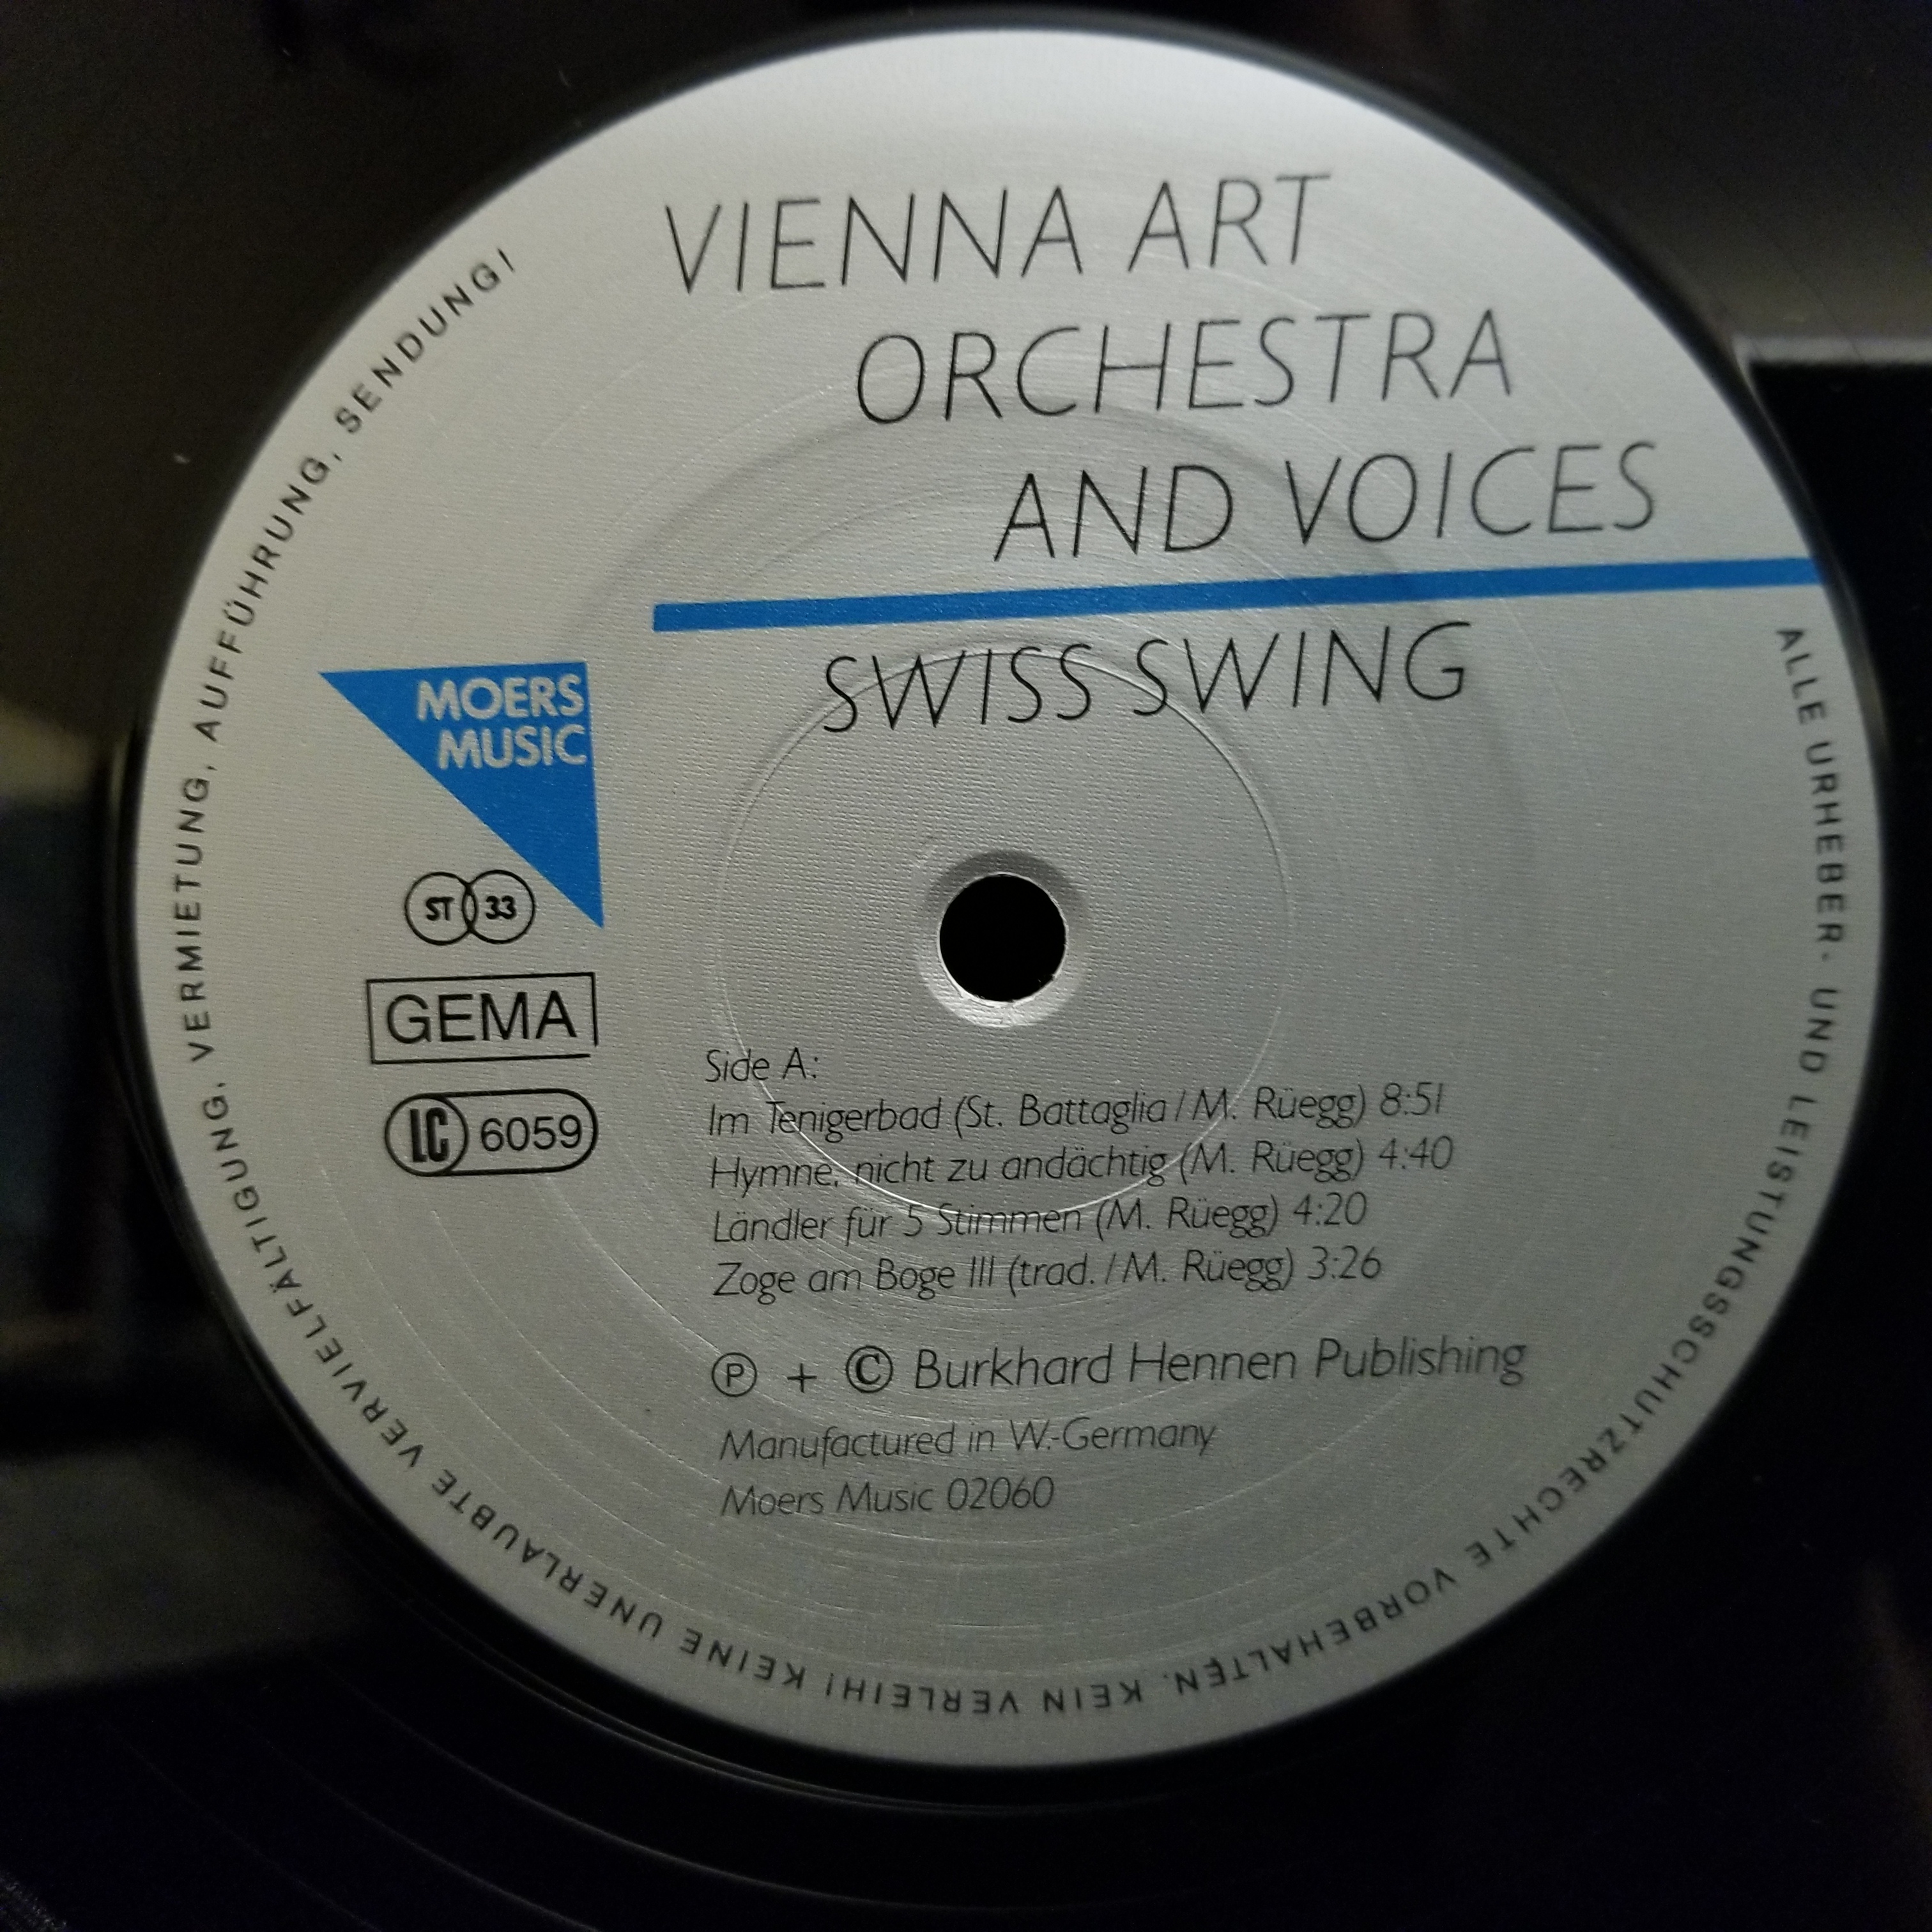 VIENNA ART
ORCHESTRA
AND VOICES
SWISS SWING
MOERS
MUSIC
ST 33
GEMA
LC 6059
Side A:
Im Tenigerbad (St. Battaglia / M. Rüegg) 8:51
Hymne, nicht zu andächtig (M. Rüegg) 4:40
Ländler für 5 Stimmen (M. Rüegg) 4:20
Zoge am Boge III (trad. / M. Rüegg) 3:26
Ⓟ + © Burkhard Hennen Publishing
Manufactured in W.-Germany
Moers Music 02060
ALLE URHEBER- UND LEISTUNGSSCHUTZRECHTE VORBEHALTEN. KEIN VERLEIH! KEINE UNERLAUBTE VERVIELFÄLTIGUNG, VERMIETUNG, AUFFÜHRUNG, SENDUNG!